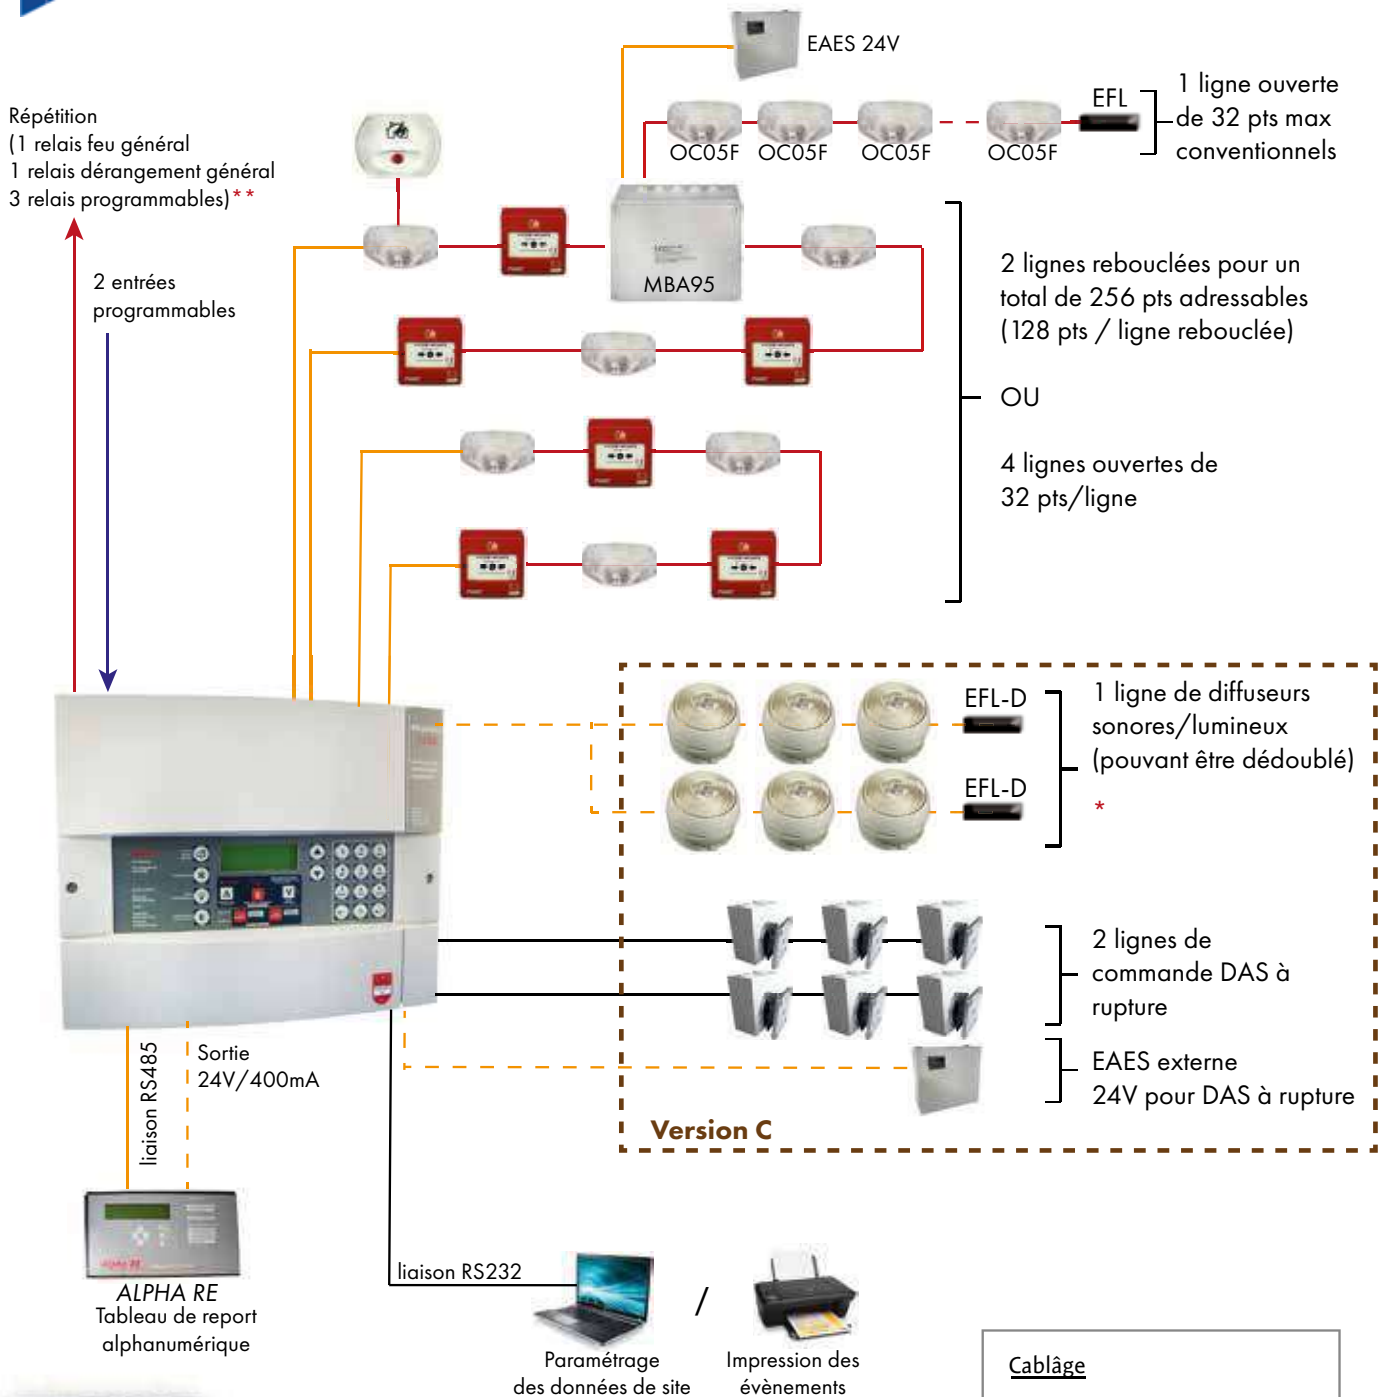 EAES 24V
EFL
1 ligne ouverte
de 32 pts max
conventionnels
OC05F
OC05F
OC05F
OC05F
Répétition
(1 relais feu général
1 relais dérangement général
3 relais programmables)**
2 entrées
programmables
MBA95
2 lignes rebouclées pour un
total de 256 pts adressables
(128 pts / ligne rebouclée)
OU
4 lignes ouvertes de
32 pts/ligne
EFL-D
EFL-D
1 ligne de diffuseurs
sonores/lumineux
(pouvant être dédoublé)
*
2 lignes de
commande DAS à
rupture
EAES externe
24V pour DAS à rupture
Version C
liaison RS485
Sortie
24V/400mA
ALPHA RE
Tableau de report
alphanumérique
liaison RS232
/
Paramétrage
des données de site
Impression des
évènements
Cablâge